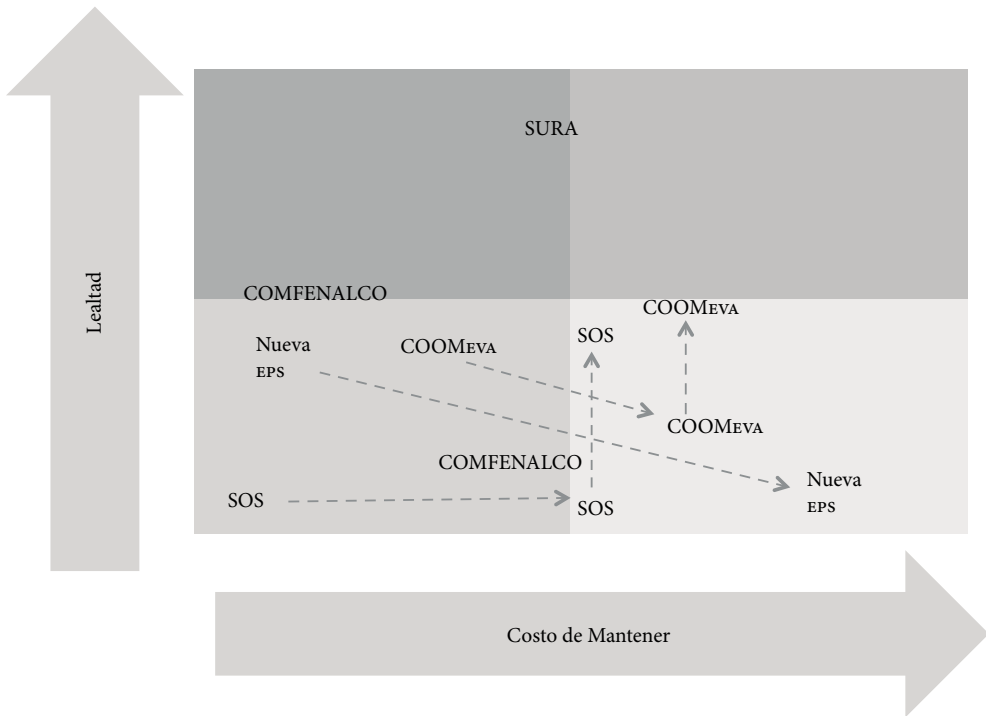 SURA
Lealtad
COMFENALCO
COOMEVA
SOS
Nueva
EPS
COOMEVA
COOMEVA
COMFENALCO
Nueva
EPS
SOS
SOS
Costo de Mantener